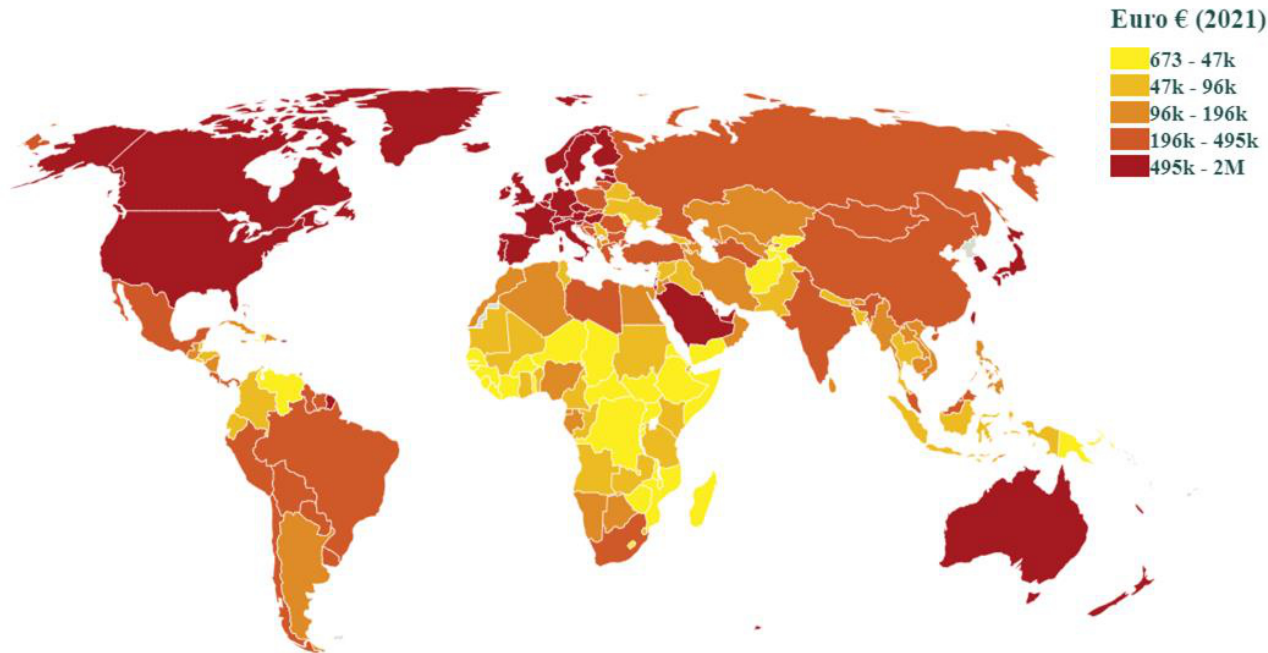 Euro € (2021)
673 - 47k
47k - 96k
96k - 196k
196k - 495k
495k - 2M